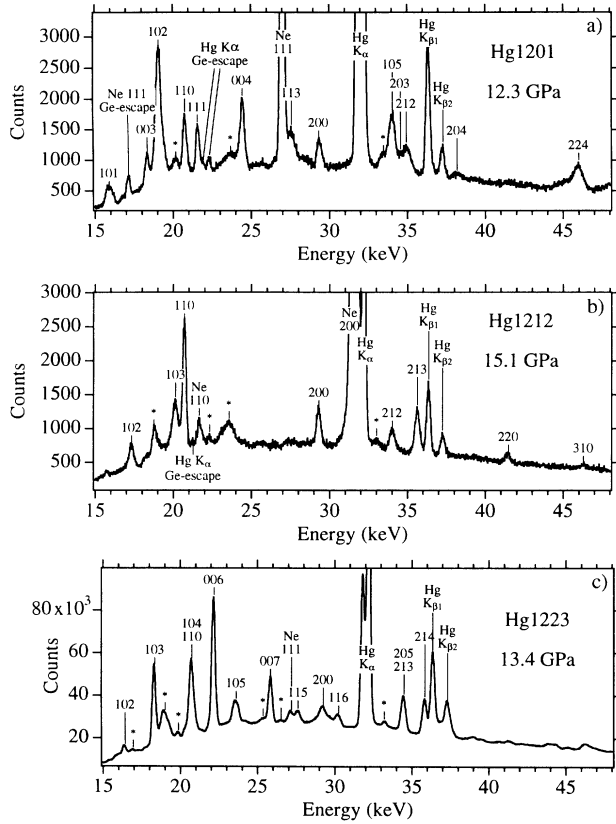 a)
3000
2500
2000
1500
1000
500
Counts
Hg1201
12.3 GPa
101
Ne 111
Ge-escape
003
102
*
110
111
Hg Kα
Ge-escape
*
004
Ne
111
113
200
Hg
Kα
*
105
203
212
Hg
Kβ1
Hg
Kβ2
204
224
15 20 25 30 35 40 45
Energy (keV)
b)
3000
2500
2000
1500
1000
500
Counts
Hg1212
15.1 GPa
102
*
103
110
Hg Kα
Ge-escape
Ne
110
*
*
200
Ne
200
Hg
Kα
*
212
213
Hg
Kβ1
Hg
Kβ2
220
310
15 20 25 30 35 40 45
Energy (keV)
c)
80x10³
60
40
20
Counts
Hg1223
13.4 GPa
102
*
103
*
*
104
110
006
105
*
007
*
Ne
111
115
200
116
Hg
Kα
*
205
213
214
Hg
Kβ1
Hg
Kβ2
15 20 25 30 35 40 45
Energy (keV)